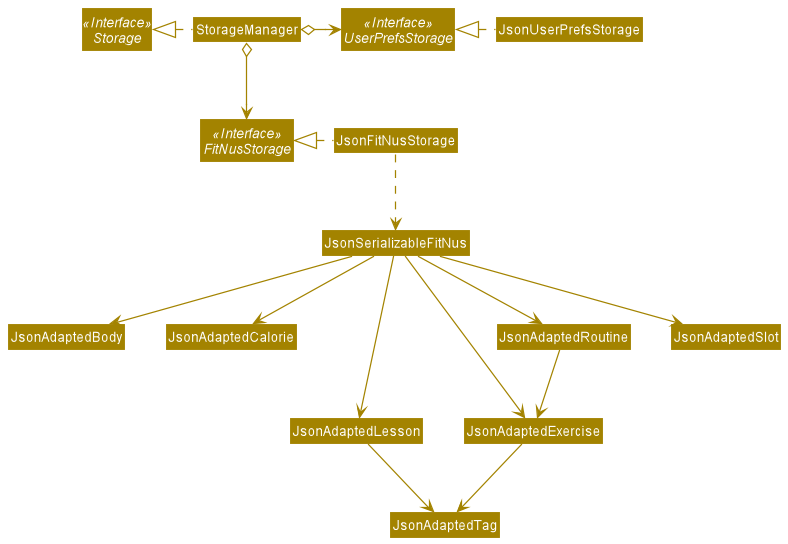 «Interface»
Storage
StorageManager
«Interface»
UserPrefsStorage
JsonUserPrefsStorage
«Interface»
FitNusStorage
JsonFitNusStorage
JsonSerializableFitNus
JsonAdaptedBody
JsonAdaptedCalorie
JsonAdaptedRoutine
JsonAdaptedSlot
JsonAdaptedLesson
JsonAdaptedExercise
JsonAdaptedTag